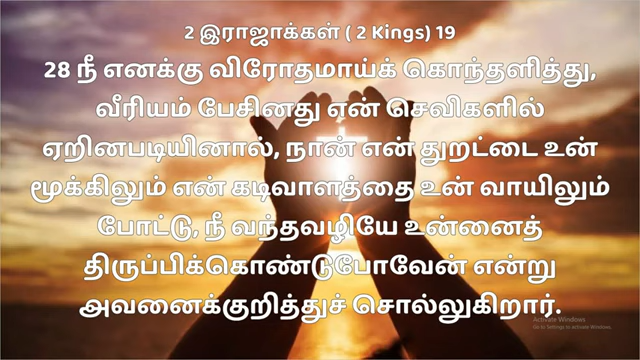 2 இராஜாக்கள் ( 2 Kings) 19
28 நீ எனக்கு விரோதமாய்க் கொந்தளித்து,
வீரியம் பேசினது என் செவிகளில்
ஏறினபடியினால், நான் என் துறட்டை உன்
மூக்கிலும் என் கடிவாளத்தை உன் வாயிலும்
போட்டு, நீ வந்தவழியே உன்னைத்
திருப்பிக்கொண்டுபோவேன் என்று
அவனைக்குறித்துச் சொல்லுகிறார்.
Activate Windows
Go to Settings to activate Windows.